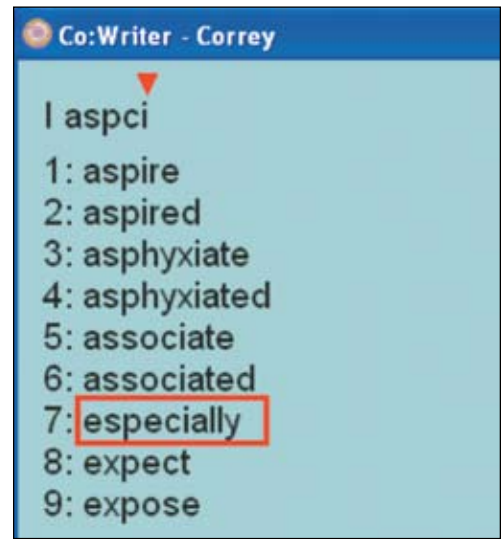 Co:Writer - Correy
I aspci
1: aspire
2: aspired
3: asphyxiate
4: asphyxiated
5: associate
6: associated
7: especially
8: expect
9: expose